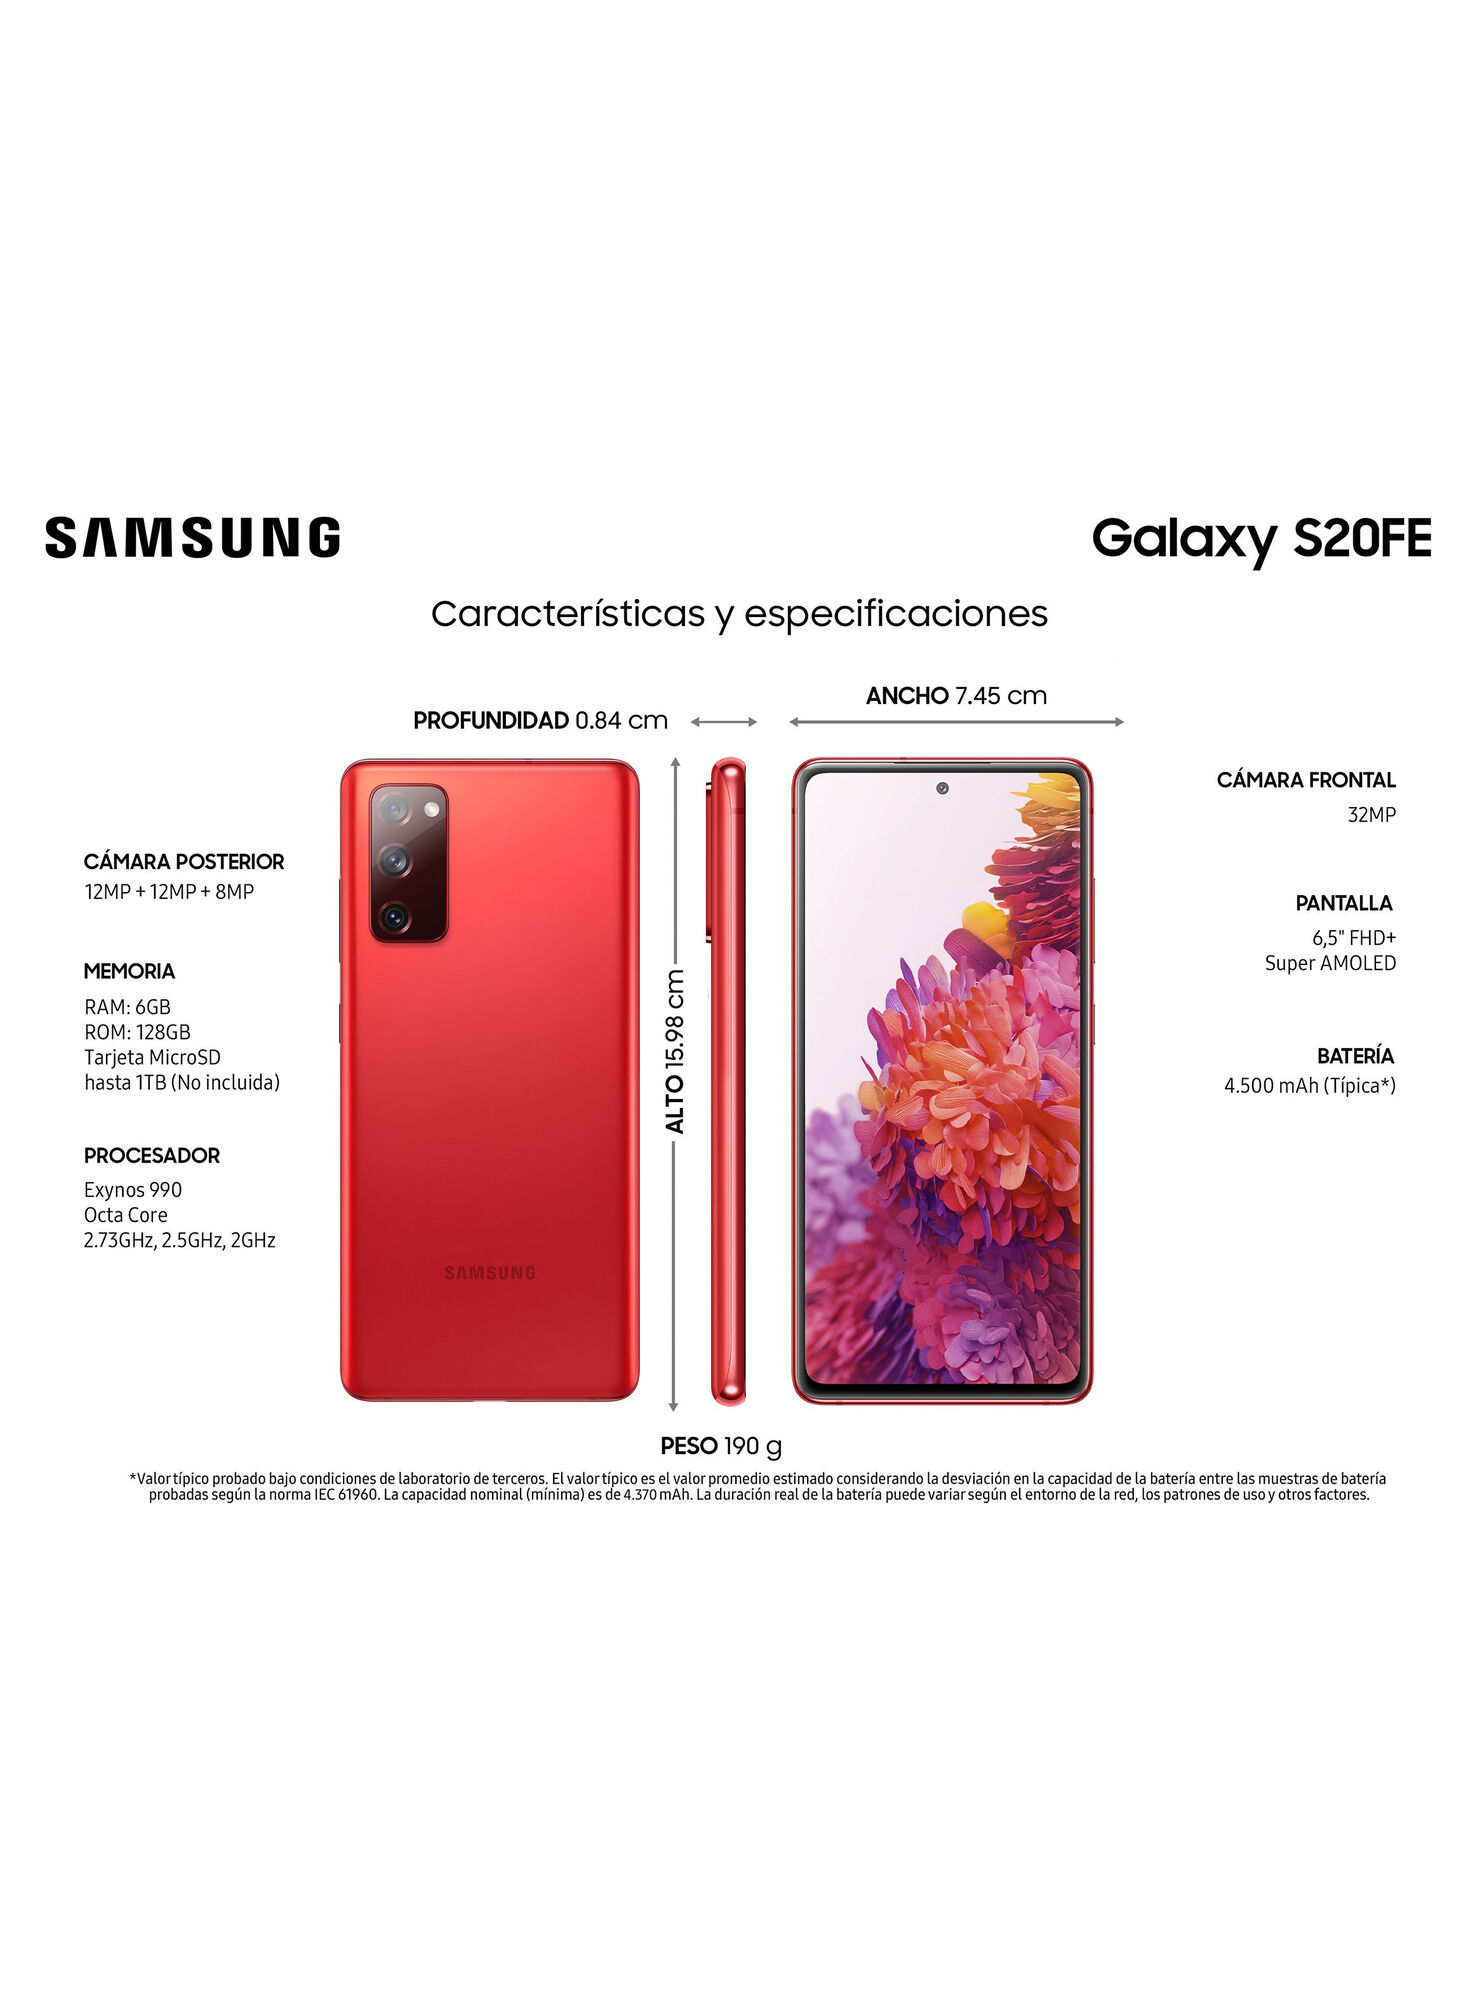 SAMSUNG
Galaxy S20FE
Características y especificaciones
PROFUNDIDAD 0.84 cm
ANCHO 7.45 cm
ALTO 15.98 cm
CÁMARA POSTERIOR
12MP + 12MP + 8MP
MEMORIA
RAM: 6GB
ROM: 128GB
Tarjeta MicroSD
hasta 1TB (No incluida)
PROCESADOR
Exynos 990
Octa Core
2.73GHz, 2.5GHz, 2GHz
SAMSUNG
CÁMARA FRONTAL
32MP
PANTALLA
6,5" FHD+
Super AMOLED
BATERÍA
4.500 mAh (Típica*)
PESO 190 g
*Valor típico probado bajo condiciones de laboratorio de terceros. El valor típico es el valor promedio estimado considerando la desviación en la capacidad de la batería entre las muestras de batería
probadas según la norma IEC 61960. La capacidad nominal (mínima) es de 4.370 mAh. La duración real de la batería puede variar según el entorno de la red, los patrones de uso y otros factores.